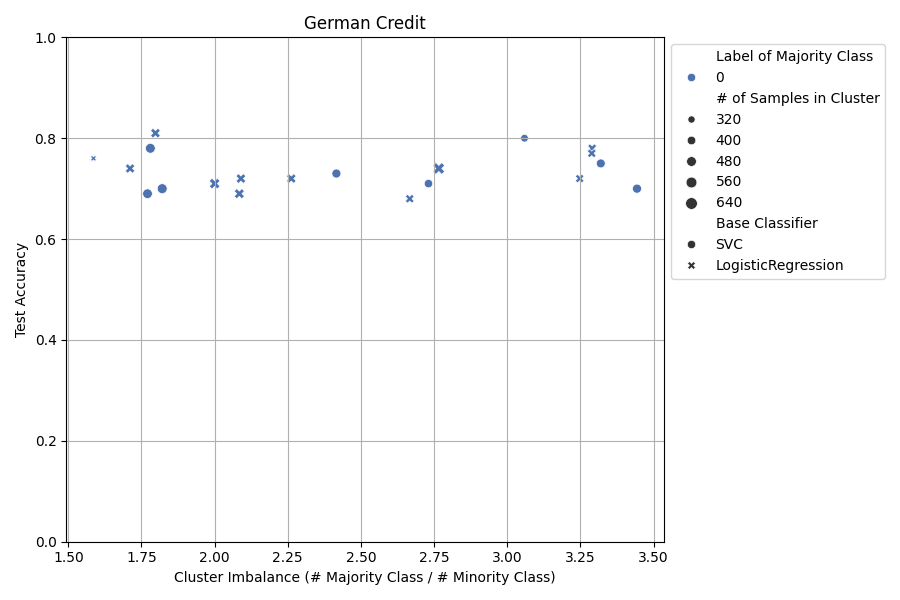 German Credit
1.0
0.8
0.6
0.4
0.2
0.0
Test Accuracy
1.50
1.75
2.00
2.25
2.50
2.75
3.00
3.25
3.50
Cluster Imbalance (# Majority Class / # Minority Class)
Label of Majority Class
0
# of Samples in Cluster
320
400
480
560
640
Base Classifier
SVC
LogisticRegression